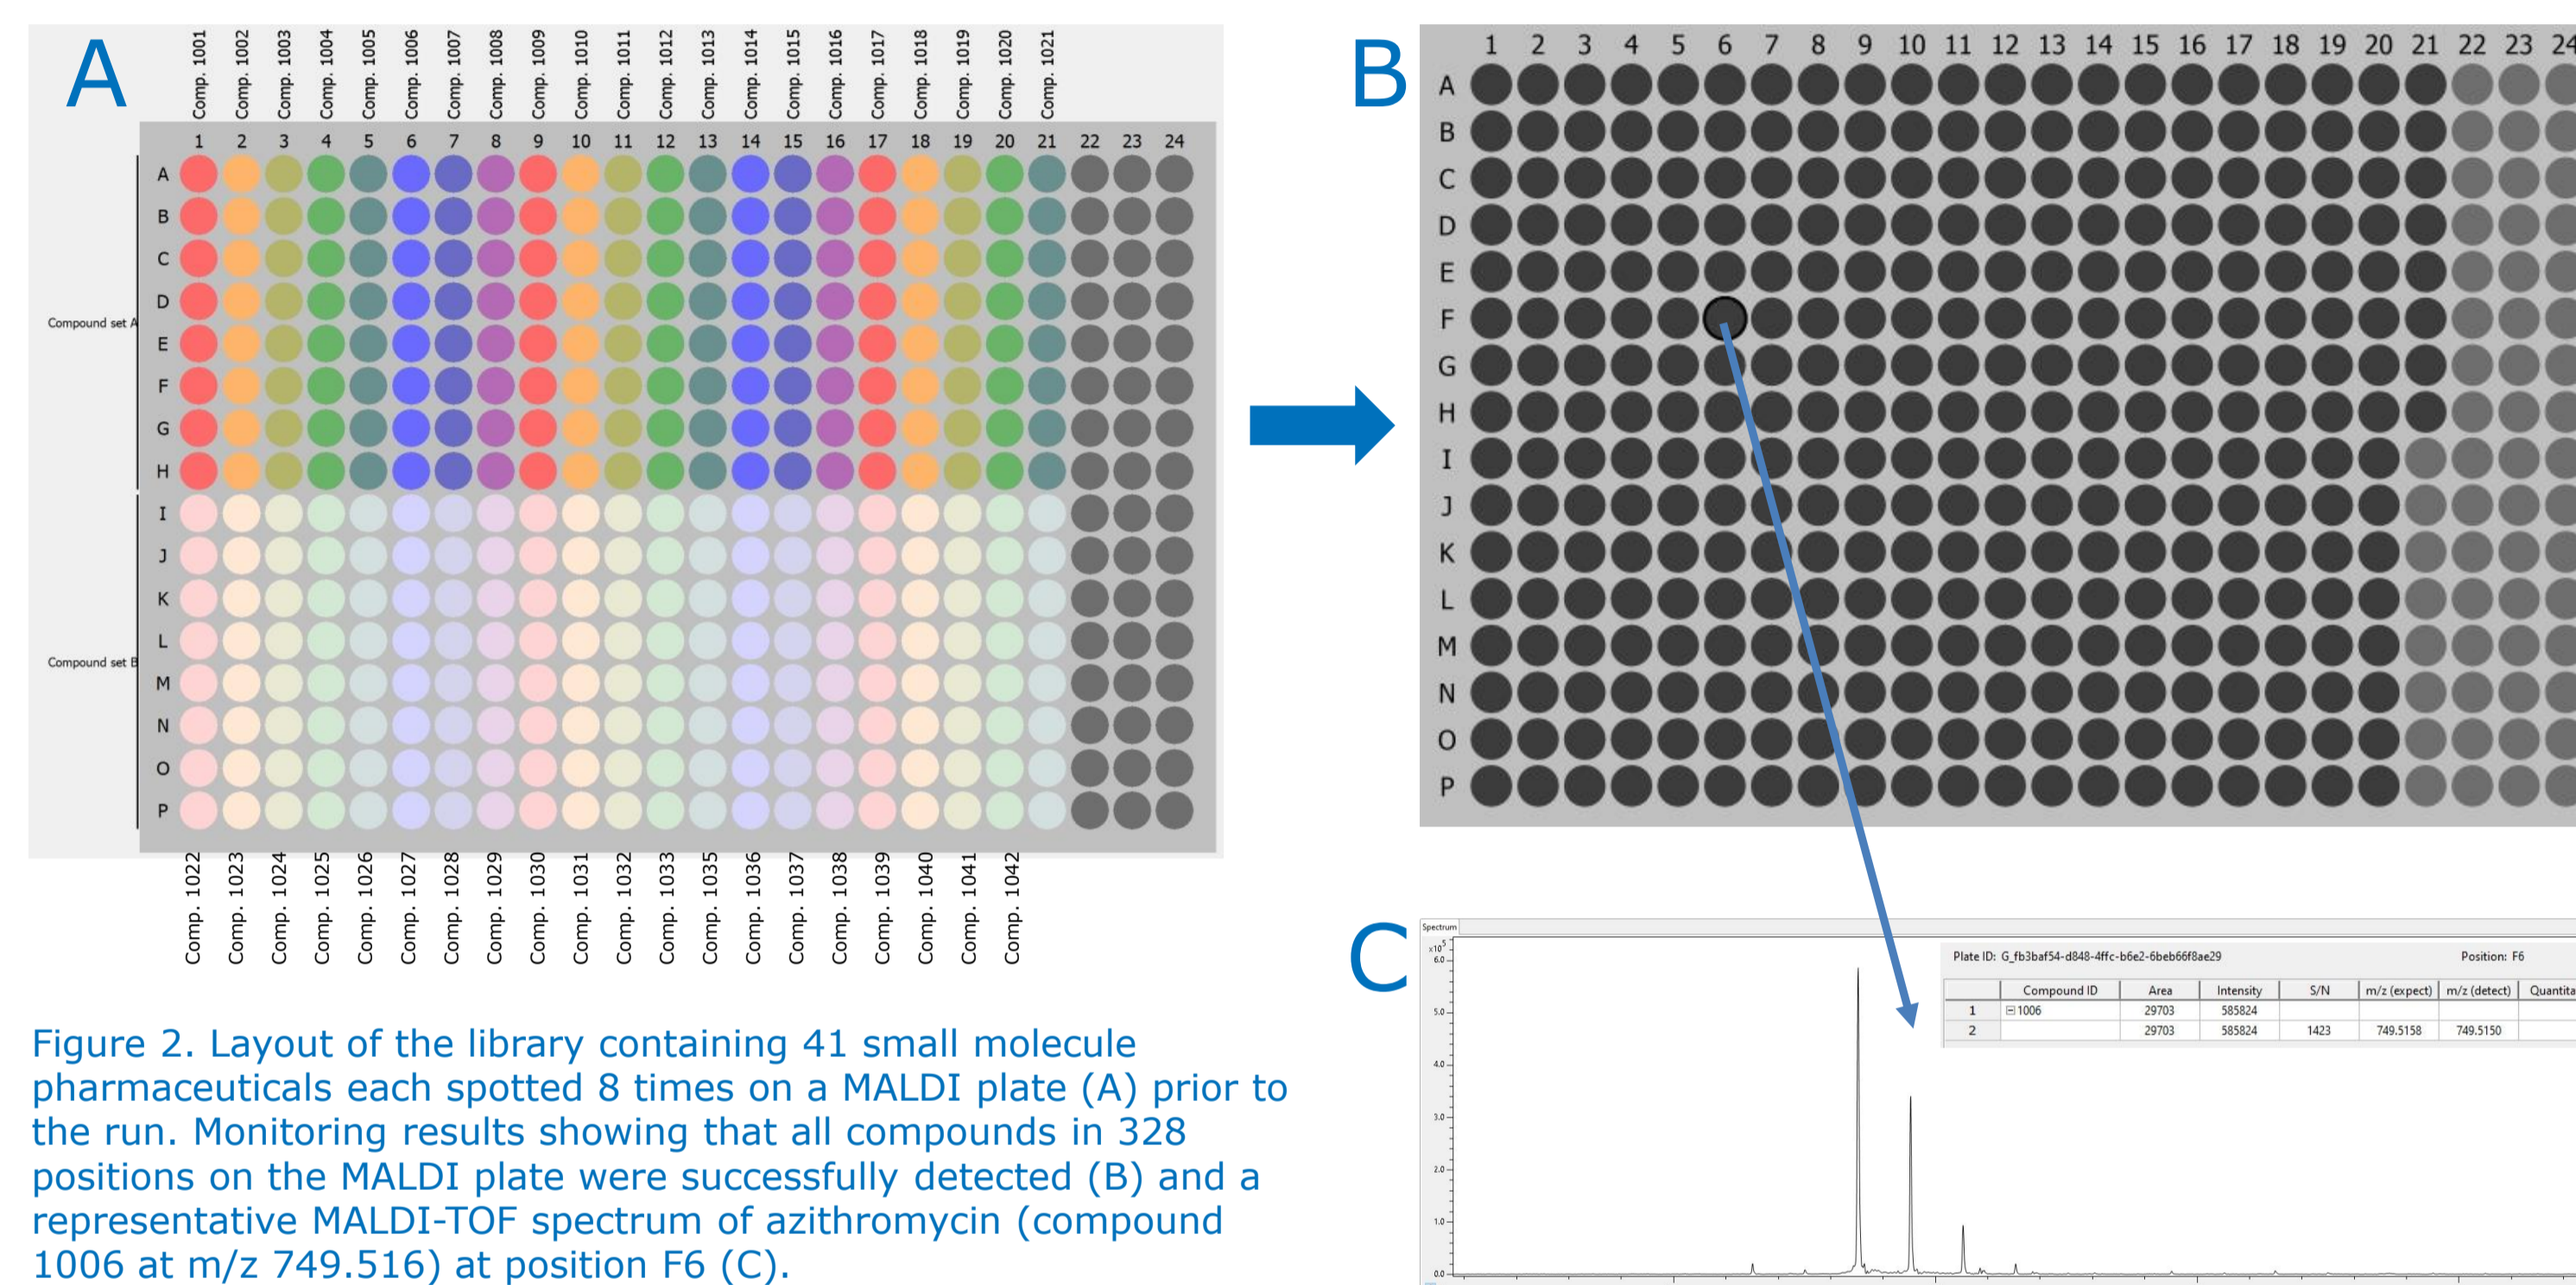 A
Comp. 1001
Comp. 1002
Comp. 1003
Comp. 1004
Comp. 1005
Comp. 1006
Comp. 1007
Comp. 1008
Comp. 1009
Comp. 1010
Comp. 1011
Comp. 1012
Comp. 1013
Comp. 1014
Comp. 1015
Comp. 1016
Comp. 1017
Comp. 1018
Comp. 1019
Comp. 1020
Comp. 1021
1 2 3 4 5 6 7 8 9 10 11 12 13 14 15 16 17 18 19 20 21 22 23 24
A
B
C
D
E
F
G
H
I
J
K
L
M
N
O
P
Compound set A
Compound set B
Comp. 1022
Comp. 1023
Comp. 1024
Comp. 1025
Comp. 1026
Comp. 1027
Comp. 1028
Comp. 1029
Comp. 1030
Comp. 1031
Comp. 1032
Comp. 1033
Comp. 1035
Comp. 1036
Comp. 1037
Comp. 1038
Comp. 1039
Comp. 1040
Comp. 1041
Comp. 1042
B
1 2 3 4 5 6 7 8 9 10 11 12 13 14 15 16 17 18 19 20 21 22 23 24
A
B
C
D
E
F
G
H
I
J
K
L
M
N
O
P
C
Spectrum
x10^5
6.0
5.0
4.0
3.0
2.0
1.0
0.0
Plate ID: G_fb3baf54-d848-4ffc-b6e2-6beb66f8ae29 Position: F6
Compound ID Area Intensity S/N m/z (expect) m/z (detect) Quantita
1 1006 29703 585824
2 29703 585824 1423 749.5158 749.5150
Figure 2. Layout of the library containing 41 small molecule
pharmaceuticals each spotted 8 times on a MALDI plate (A) prior to
the run. Monitoring results showing that all compounds in 328
positions on the MALDI plate were successfully detected (B) and a
representative MALDI-TOF spectrum of azithromycin (compound
1006 at m/z 749.516) at position F6 (C).